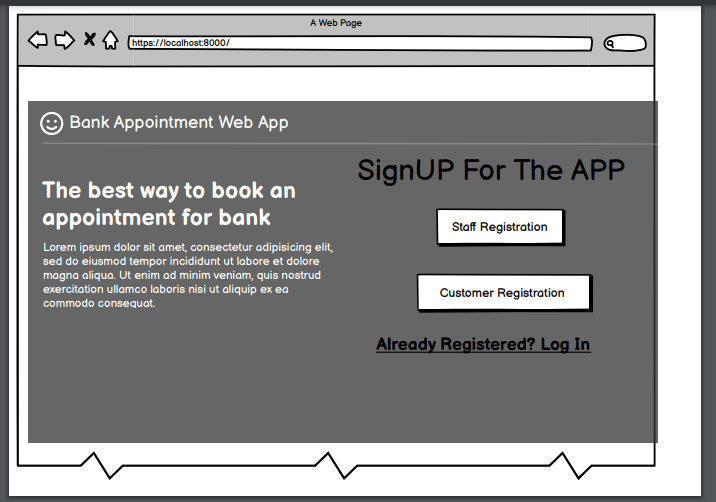 A Web Page
https://localhost:8000/
Bank Appointment Web App
SignUP For The APP
The best way to book an
appointment for bank
Lorem ipsum dolor sit amet, consectetur adipisicing elit,
sed do eiusmod tempor incididunt ut labore et dolore
magna aliqua. Ut enim ad minim veniam, quis nostrud
exercitation ullamco laboris nisi ut aliquip ex ea
commodo consequat.
Staff Registration
Customer Registration
Already Registered? Log In